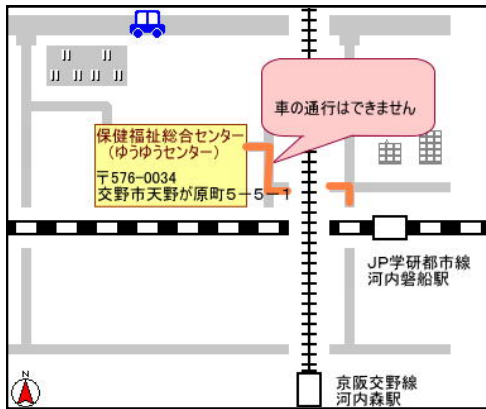 車の通行はできません
保健福祉総合センター
（ゆうゆうセンター）
〒576-0034
交野市天野が原町５−５−１
JP学研都市線
河内磐船駅
京阪交野線
河内森駅
N